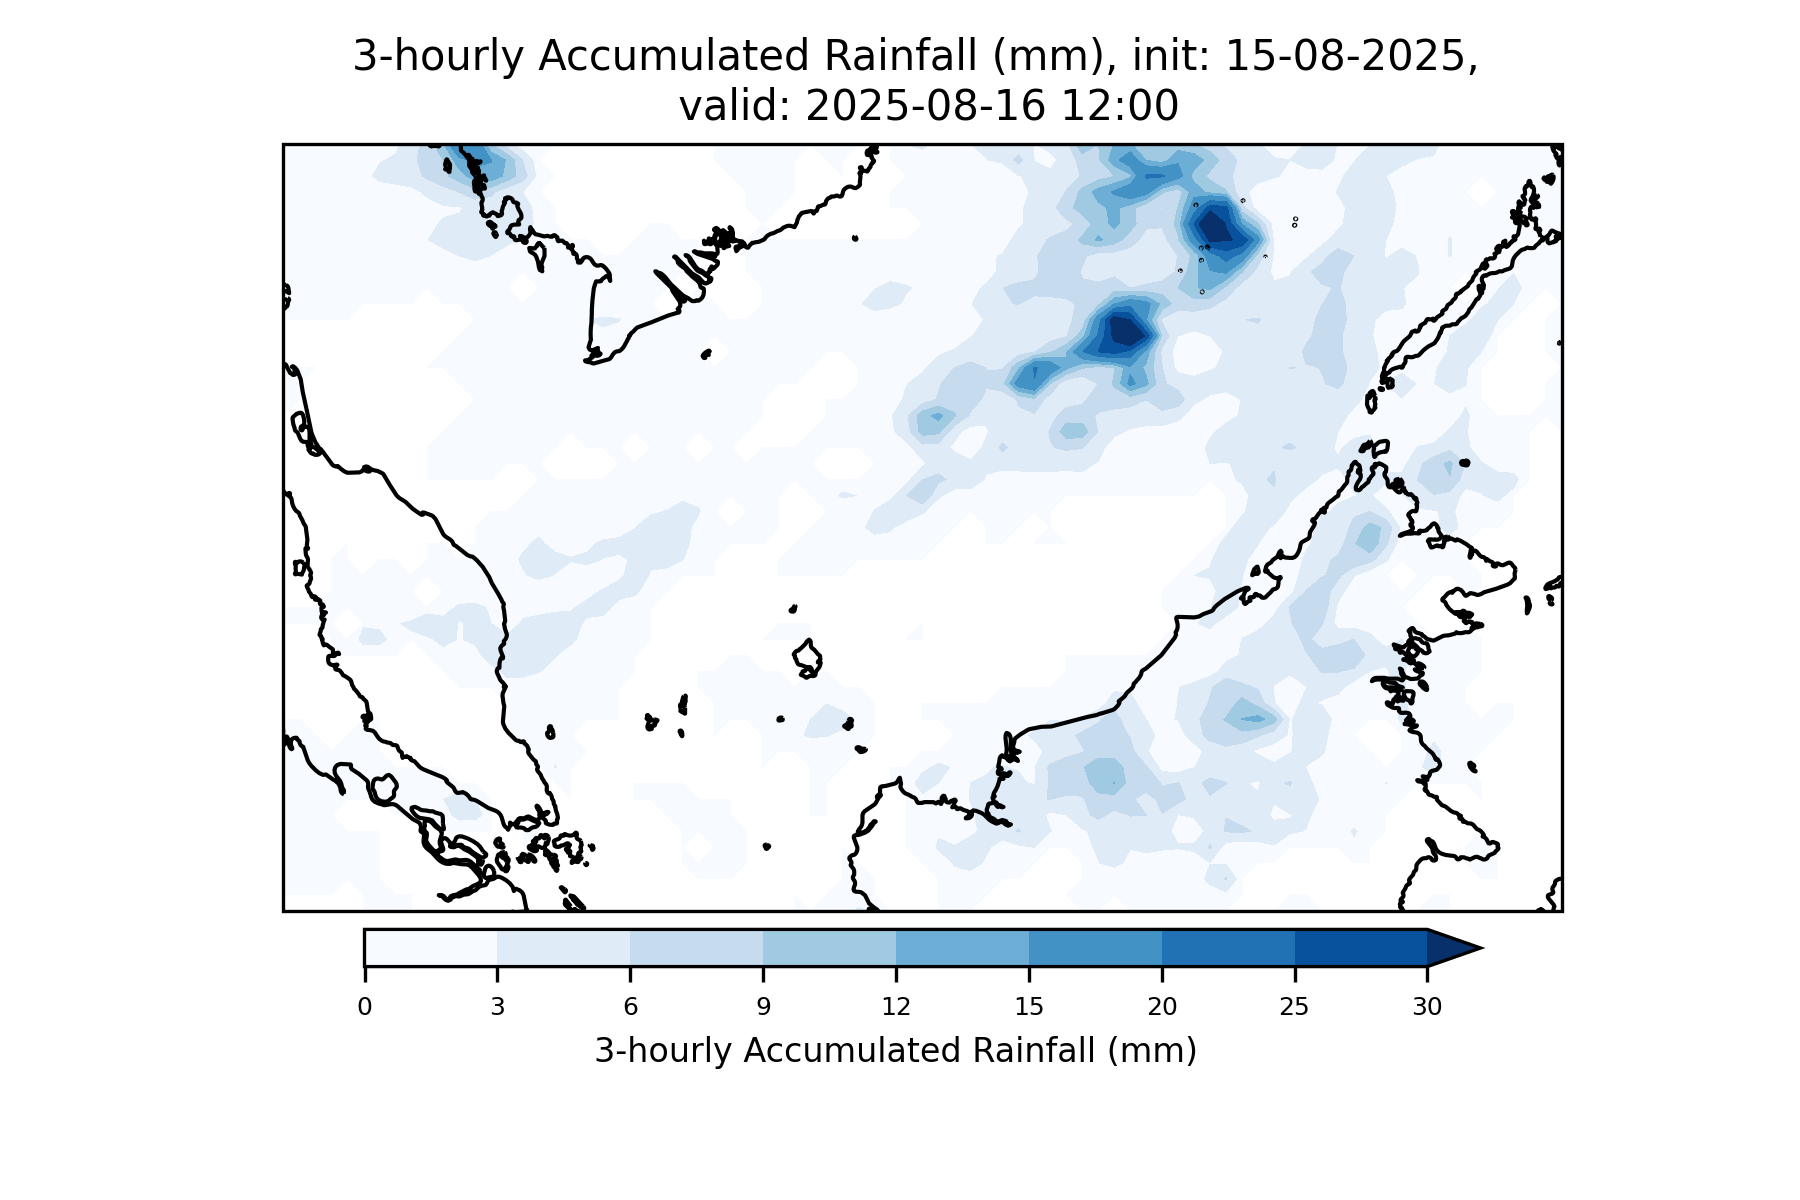 3-hourly Accumulated Rainfall (mm), init: 15-08-2025,
valid: 2025-08-16 12:00
0 3 6 9 12 15 20 25 30
3-hourly Accumulated Rainfall (mm)